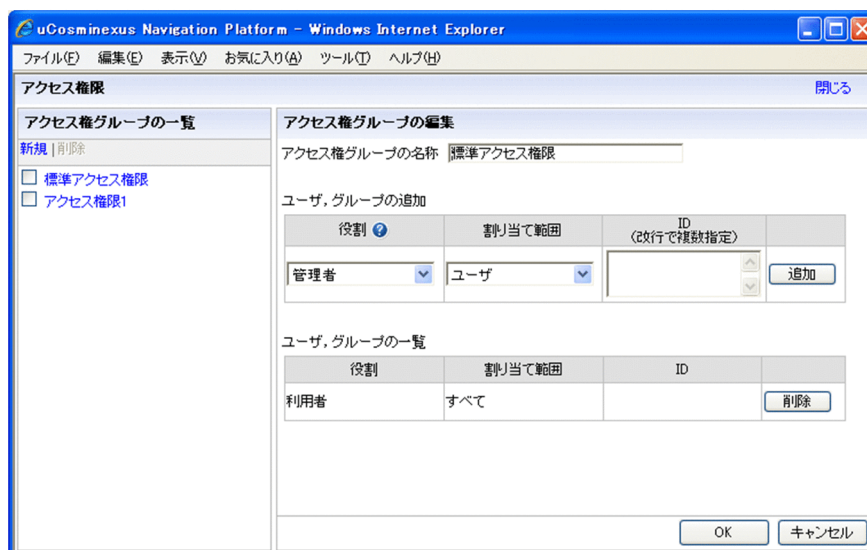 uCosminexus Navigation Platform - Windows Internet Explorer
ファイル(F) 編集(E) 表示(V) お気に入り(A) ツール(T) ヘルプ(H)
アクセス権限 閉じる
アクセス権グループの一覧
新規 | 削除
標準アクセス権限
アクセス権限1
アクセス権グループの編集
アクセス権グループの名称 標準アクセス権限
ユーザ, グループの追加
役割 ? 割り当て範囲 ID
(改行で複数指定)
管理者 ユーザ 追加
ユーザ, グループの一覧
役割 割り当て範囲 ID
利用者 すべて 削除
OK キャンセル